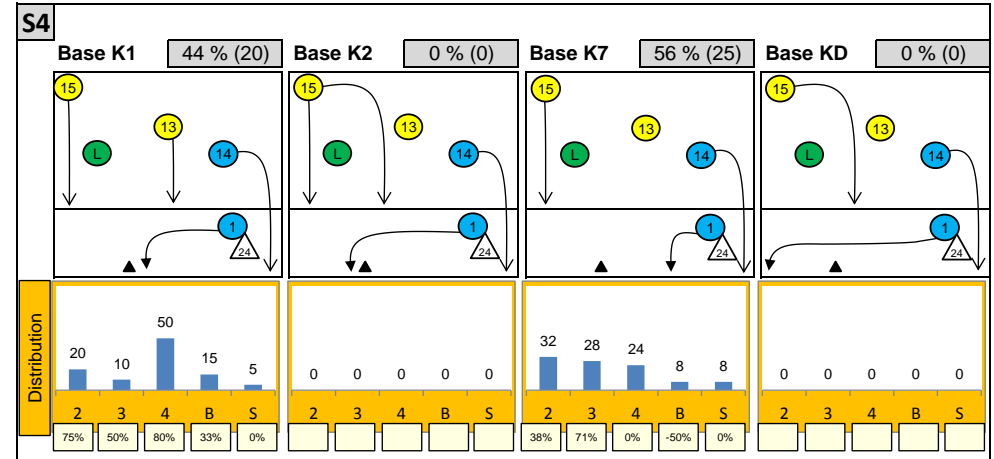 S4
Base K1 44 % (20) Base K2 0 % (0) Base K7 56 % (25) Base KD 0 % (0)
15 15 15 15
13 13 13 13
L 14 L 14 L 14 L 14
1 1 1 1
24 24 24 24
Distribution
20 10 50 15 5 0 0 0 0 0 32 28 24 8 8 0 0 0 0 0
2 3 4 B S 2 3 4 B S 2 3 4 B S 2 3 4 B S
75% 50% 80% 33% 0% 38% 71% 0% -50% 0%